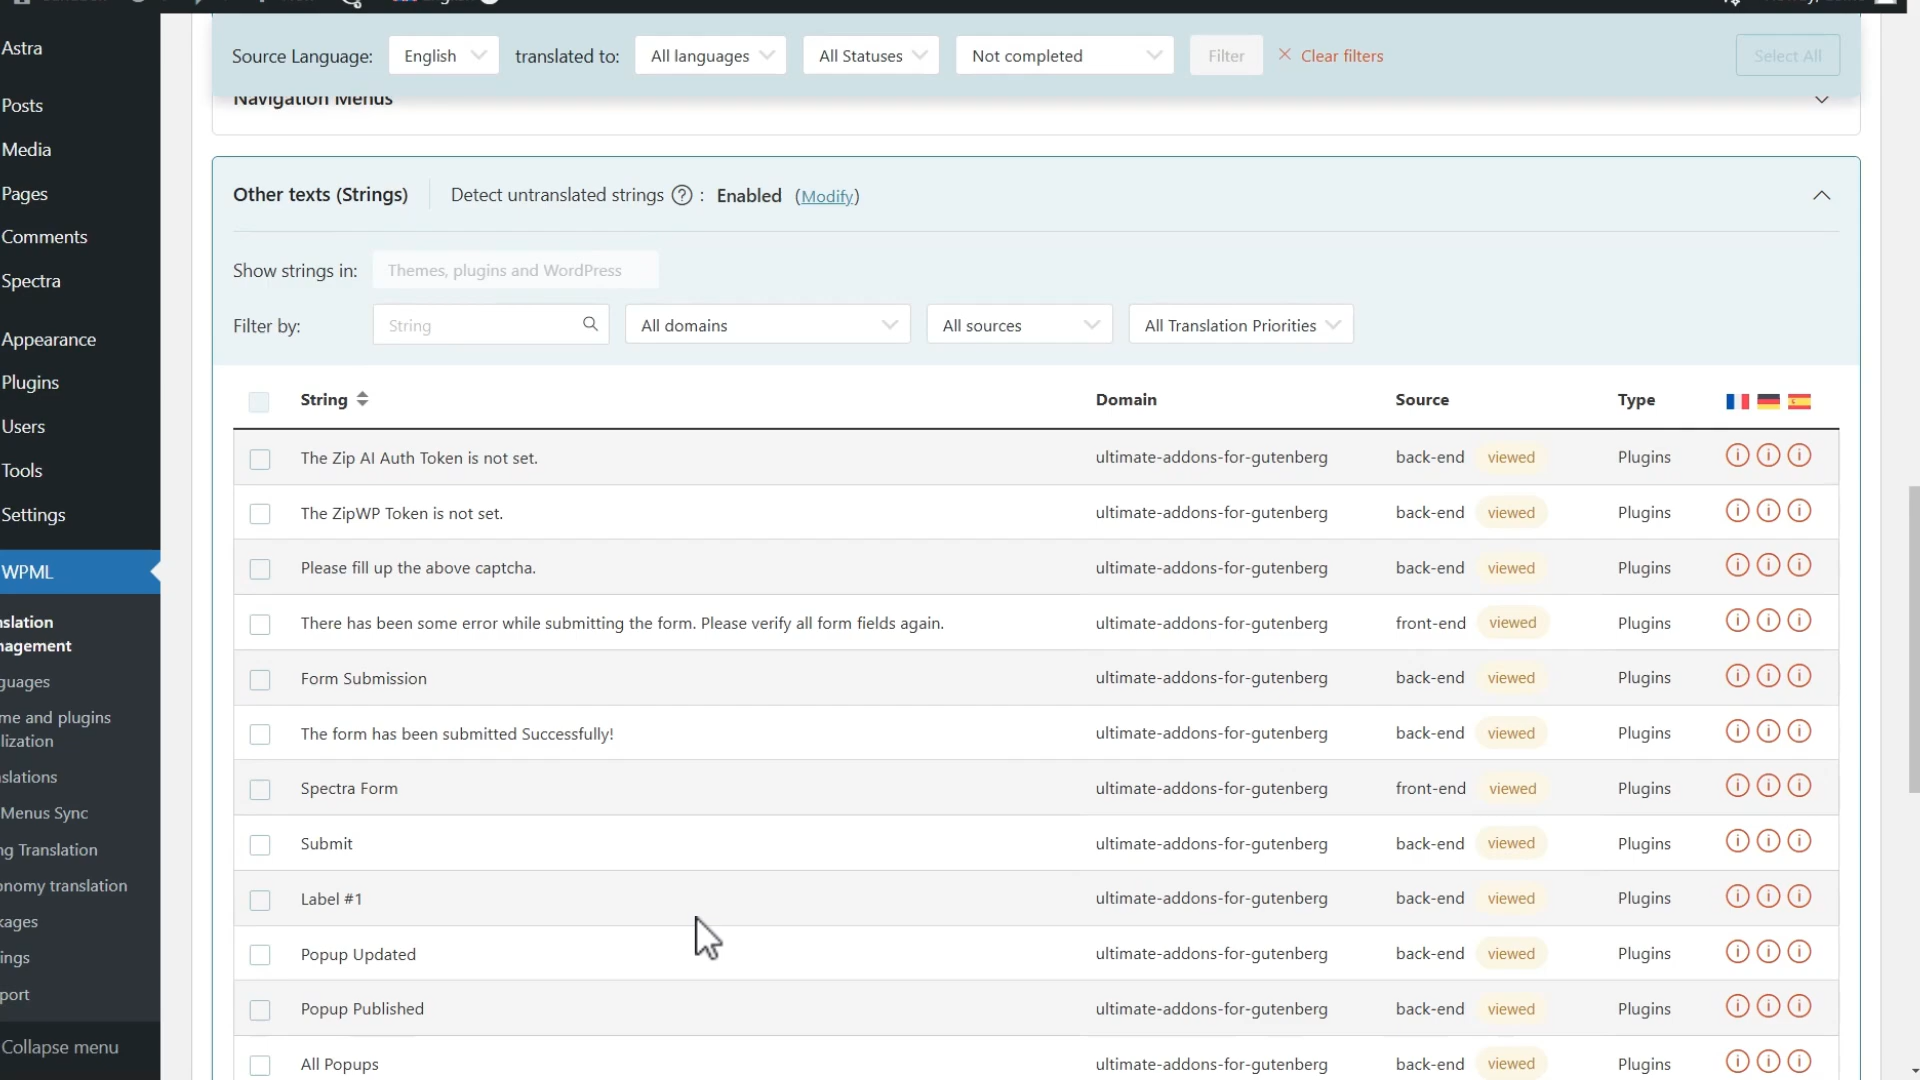 Astra
Posts
Media
Pages
Comments
Spectra
Appearance
Plugins
Users
Tools
Settings
WPML
nslation
nagement
guages
me and plugins
lization
slations
Menus Sync
ng Translation
onomy translation
kages
ings
port
Collapse menu
Source Language: English translated to: All languages All Statuses Not completed Filter Clear filters Select All
Navigation Menus
Other texts (Strings) Detect untranslated strings ? : Enabled (Modify)
Show strings in: Themes, plugins and WordPress
Filter by: String All domains All sources All Translation Priorities
String Domain Source Type
The Zip AI Auth Token is not set. ultimate-addons-for-gutenberg back-end viewed Plugins
The ZipWP Token is not set. ultimate-addons-for-gutenberg back-end viewed Plugins
Please fill up the above captcha. ultimate-addons-for-gutenberg back-end viewed Plugins
There has been some error while submitting the form. Please verify all form fields again. ultimate-addons-for-gutenberg front-end viewed Plugins
Form Submission ultimate-addons-for-gutenberg back-end viewed Plugins
The form has been submitted Successfully! ultimate-addons-for-gutenberg back-end viewed Plugins
Spectra Form ultimate-addons-for-gutenberg front-end viewed Plugins
Submit ultimate-addons-for-gutenberg back-end viewed Plugins
Label #1 ultimate-addons-for-gutenberg back-end viewed Plugins
Popup Updated ultimate-addons-for-gutenberg back-end viewed Plugins
Popup Published ultimate-addons-for-gutenberg back-end viewed Plugins
All Popups ultimate-addons-for-gutenberg back-end viewed Plugins